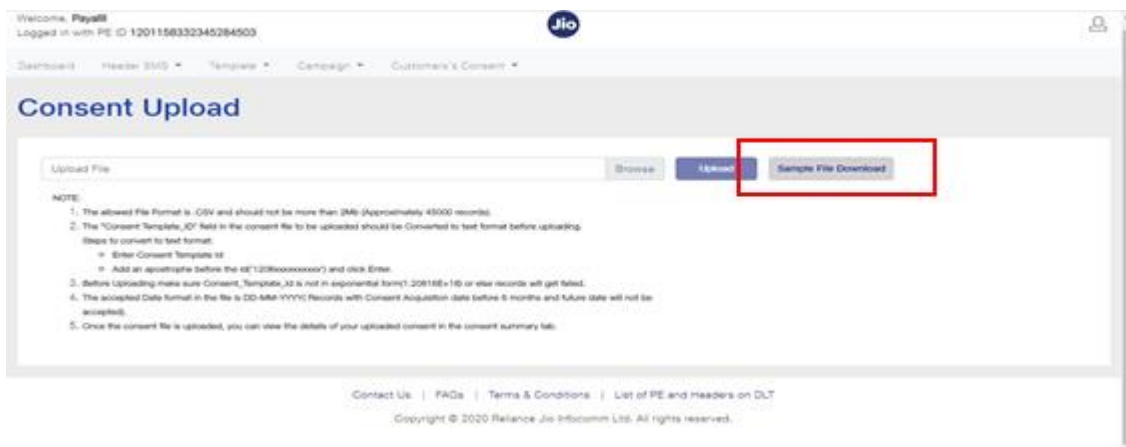 Welcome, Payalll
Logged in with PE ID 1201158332345284503
Jio
Dashboard Header SMS Template Campaign Customer's Consent
Consent Upload
Upload File Browse Upload Sample File Download
NOTE:
1. The allowed File Format is .CSV and should not be more than 2Mb (Approximately 45000 records).
2. The "Consent Template_ID" field in the consent file to be uploaded should be Converted to text format before uploading.
Steps to convert to text format:
Enter Consent Template Id
Add an apostrophe before the id('1208xxxxxxxxxx') and click Enter.
3. Before Uploading make sure Consent_Template_Id is not in exponential form(1.20816E+18) or else records will get failed.
4. The accepted Date format in the file is DD-MM-YYYY( Records with Consent Acquisition date before 6 months and future date will not be
accepted).
5. Once the consent file is uploaded, you can view the details of your uploaded consent in the consent summary tab.
Contact Us | FAQs | Terms & Conditions | List of PE and Headers on DLT
Copyright © 2020 Reliance Jio Infocomm Ltd. All rights reserved.